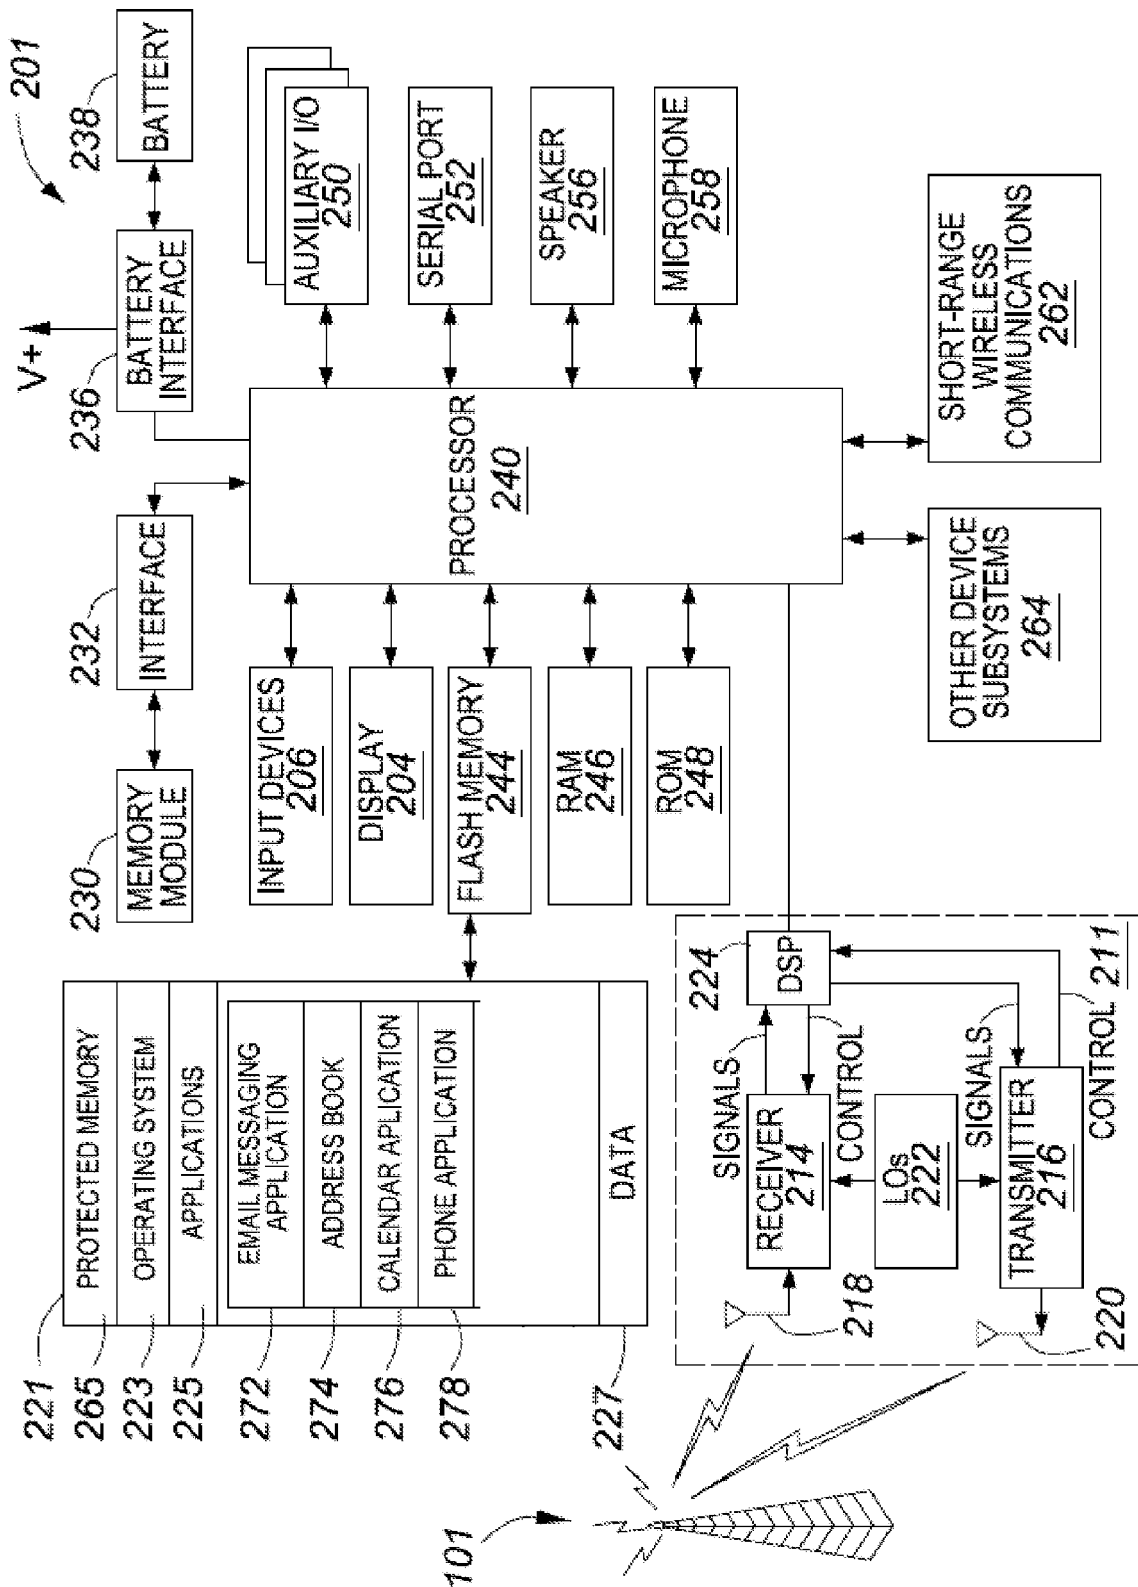 201
V+
230
MEMORY
MODULE
232
INTERFACE
236
BATTERY
INTERFACE
238
BATTERY
221
265
PROTECTED MEMORY
223
OPERATING SYSTEM
225
APPLICATIONS
272
EMAIL MESSAGING
APPLICATION
274
ADDRESS BOOK
276
CALENDAR APLICATION
278
PHONE APPLICATION
227
DATA
INPUT DEVICES
206
DISPLAY
204
FLASH MEMORY
244
RAM
246
ROM
248
PROCESSOR
240
AUXILIARY I/O
250
SERIAL PORT
252
SPEAKER
256
MICROPHONE
258
101
224
DSP
SIGNALS
RECEIVER
214
CONTROL
218
LOs
222
SIGNALS
TRANSMITTER
216
CONTROL
220
211
OTHER DEVICE
SUBSYSTEMS
264
SHORT-RANGE
WIRELESS
COMMUNICATIONS
262